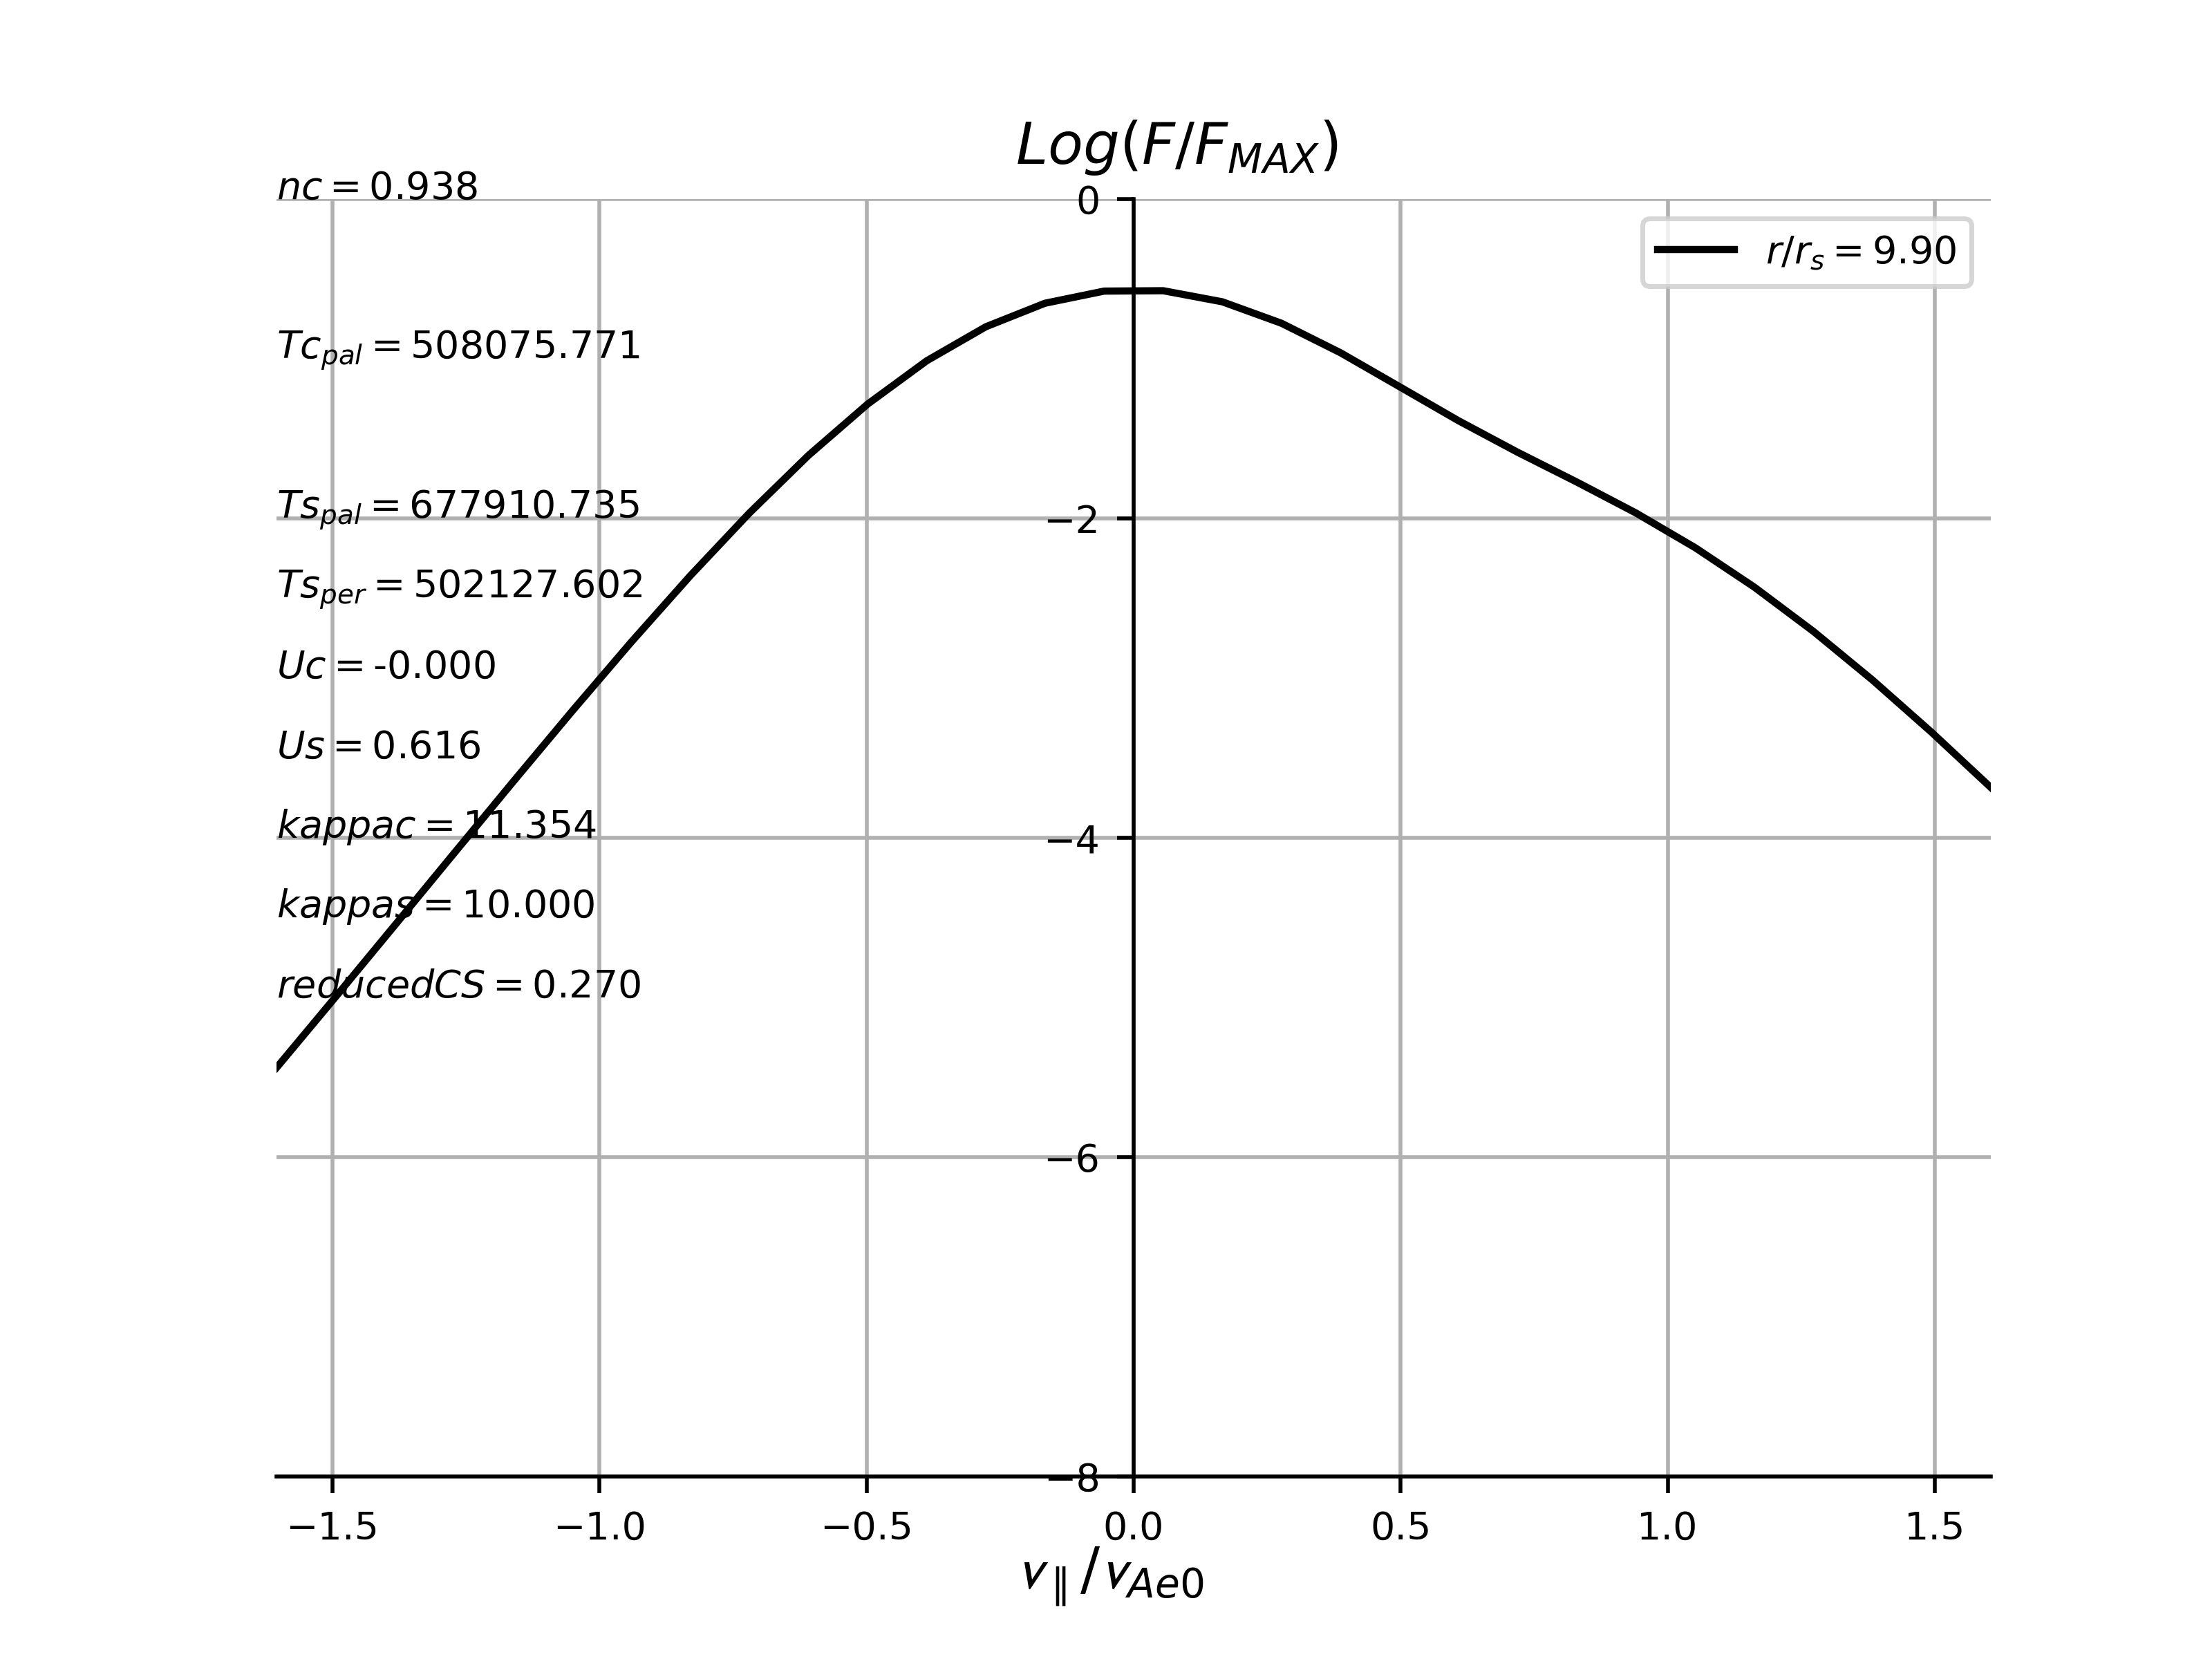 Log(F/F_MAX)
nc = 0.938
0
r/r_s = 9.90
Tc_pal = 508075.771
Ts_pal = 677910.735
−2
Ts_per = 502127.602
Uc = -0.000
Us = 0.616
kappac = 11.354
−4
kappas = 10.000
reducedCS = 0.270
−6
−8
−1.5 −1.0 −0.5 0.0 0.5 1.0 1.5
v_∥/v_Ae0